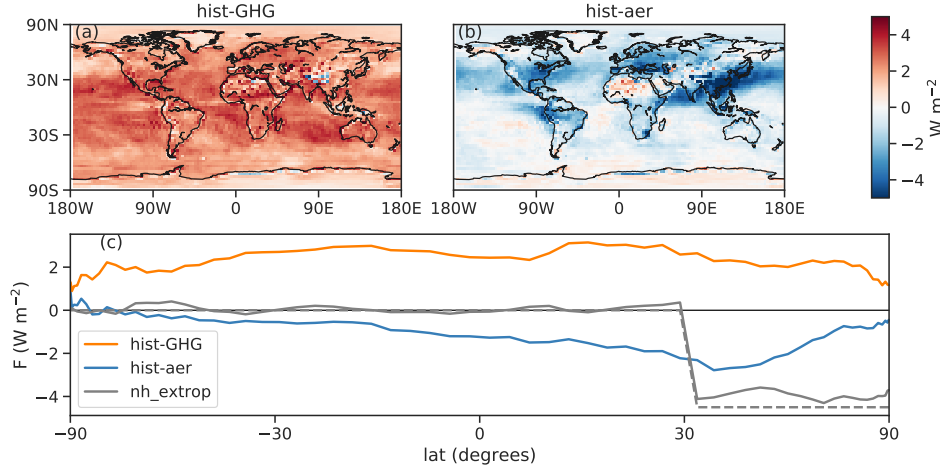 hist-GHG
hist-aer
90N
(a)
(b)
30N
30S
90S
180W
90W
0
90E
180E
180W
90W
0
90E
180E
4
2
0
−2
−4
W m−2
(c)
2
0
−2
−4
F (W m−2)
hist-GHG
hist-aer
nh_extrop
−90
−30
0
30
90
lat (degrees)